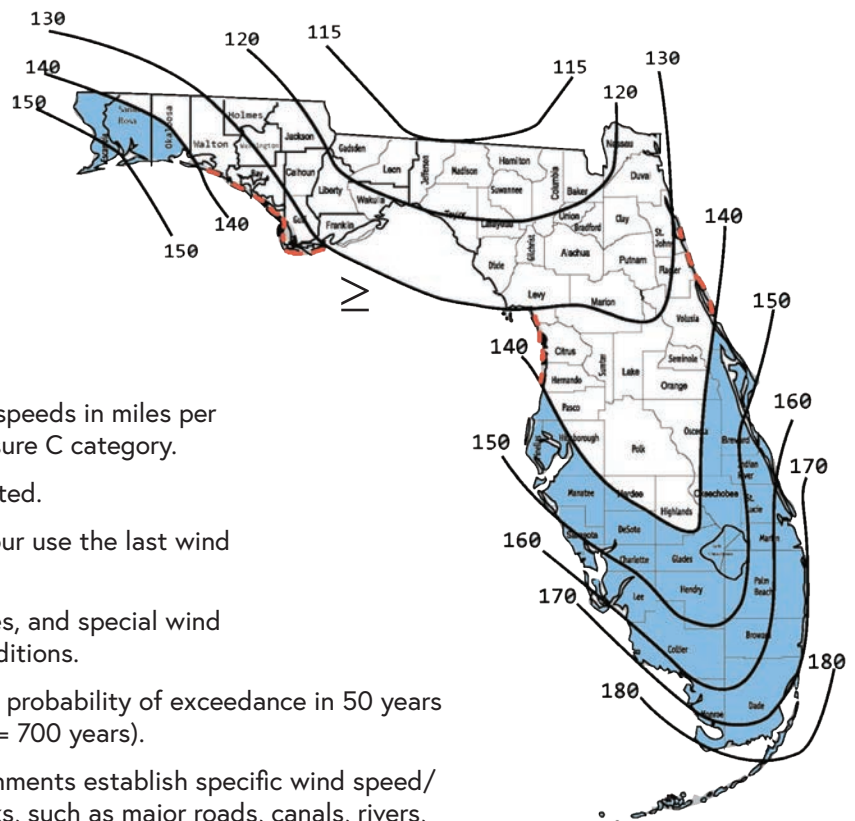 130
120
115
115
130
120
140
150
Santa Rosa
Okaloosa
Walton
Holmes
Washington
Jackson
Bay
Calhoun
Gulf
Liberty
Gadsden
Leon
Wakulla
Franklin
Jefferson
Madison
Taylor
Hamilton
Suwannee
Lafayette
Dixie
Columbia
Gilchrist
Baker
Union
Bradford
Alachua
Levy
Nassau
Duval
Clay
St. Johns
Putnam
Flagler
Marion
150
140
≥
140
150
160
170
140
Citrus
Hernando
Pasco
Sumter
Lake
Volusia
Seminole
Orange
Osceola
Brevard
Hillsborough
Polk
Indian River
Manatee
Hardee
Highlands
Okeechobee
St. Lucie
Sarasota
DeSoto
Martin
Charlotte
Glades
Lee
Hendry
Palm Beach
Collier
Broward
Monroe
Dade
150
160
170
180
180
speeds in miles per
sure C category.
ted.
our use the last wind
es, and special wind
ditions.
probability of exceedance in 50 years
= 700 years).
nments establish specific wind speed/
ks, such as major roads, canals, rivers,